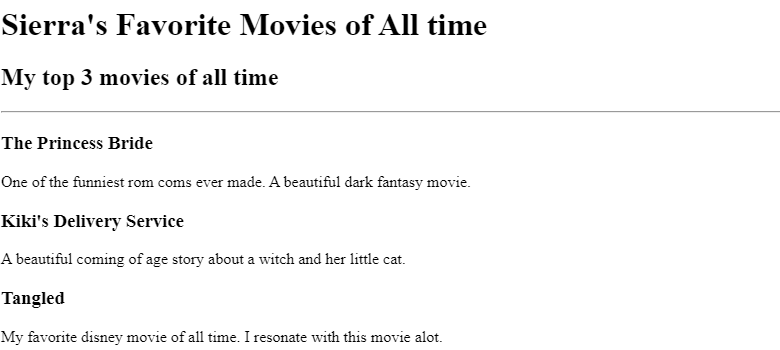 Sierra's Favorite Movies of All time
My top 3 movies of all time
The Princess Bride
One of the funniest rom coms ever made. A beautiful dark fantasy movie.
Kiki's Delivery Service
A beautiful coming of age story about a witch and her little cat.
Tangled
My favorite disney movie of all time. I resonate with this movie alot.